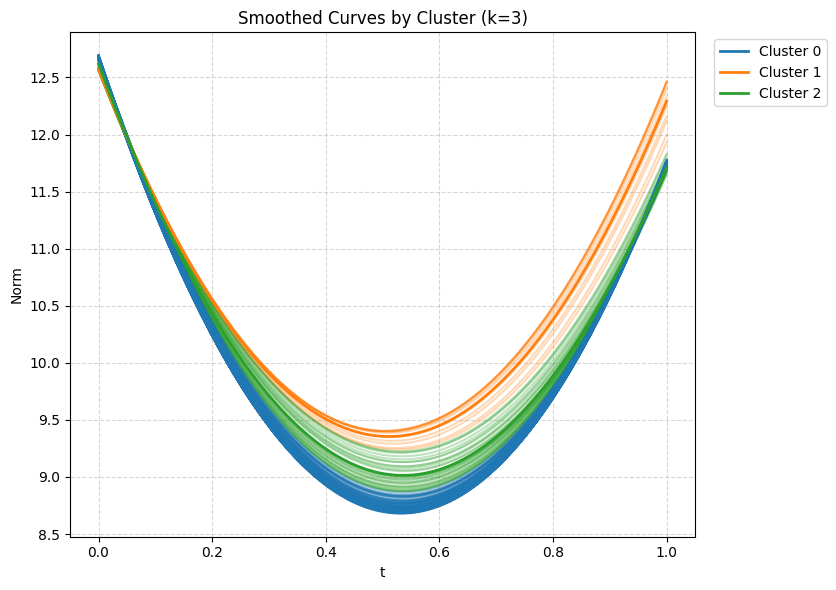 Smoothed Curves by Cluster (k=3)
Cluster 0
Cluster 1
Cluster 2
Norm
12.5
12.0
11.5
11.0
10.5
10.0
9.5
9.0
8.5
0.0 0.2 0.4 0.6 0.8 1.0
t